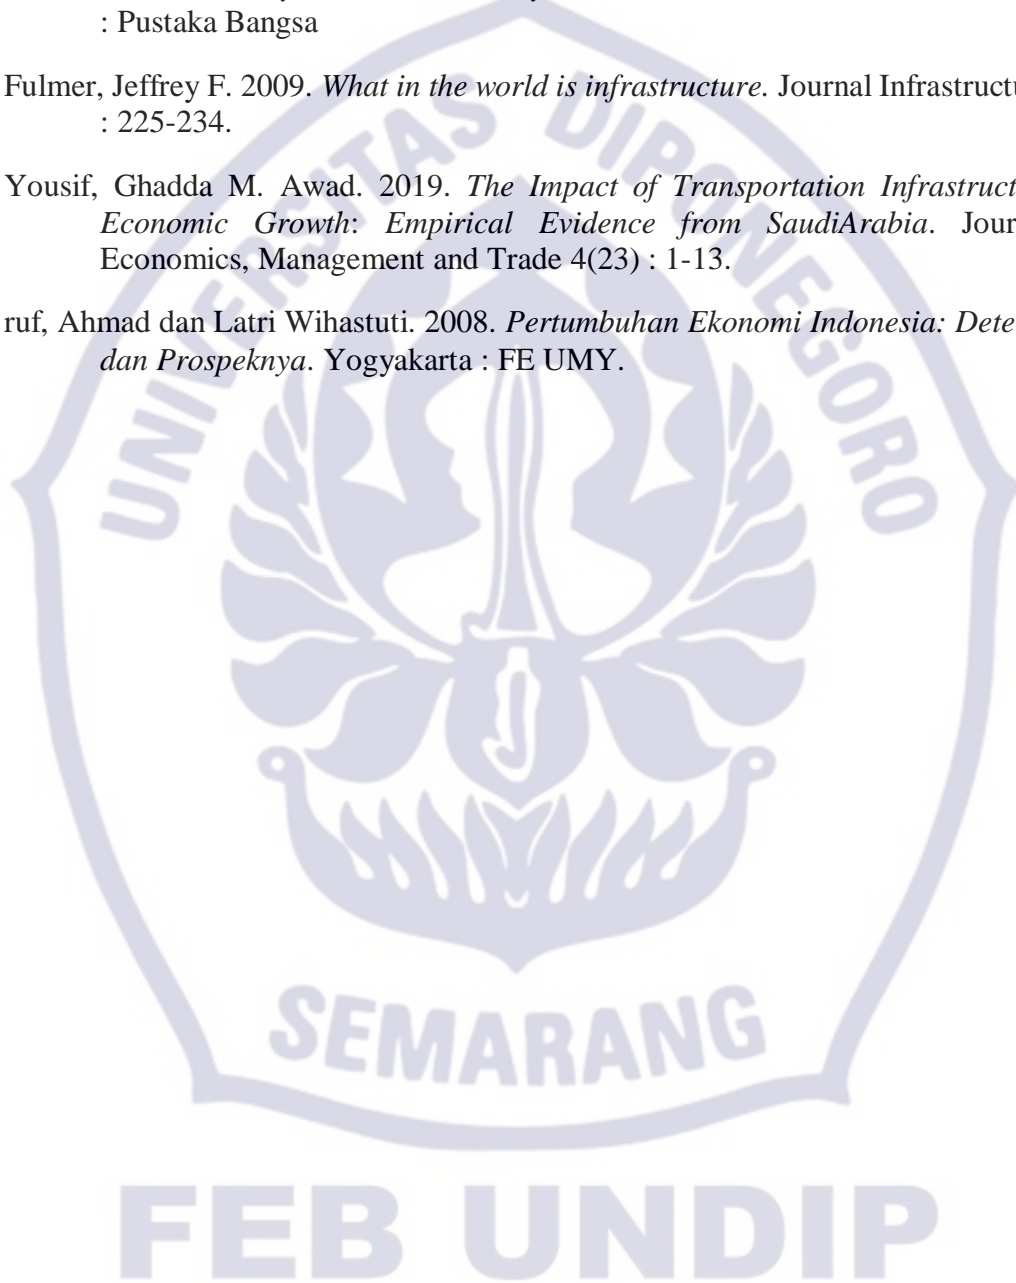 : Pustaka Bangsa
Fulmer, Jeffrey F. 2009. What in the world is infrastructure. Journal Infrastructu
: 225-234.
Yousif, Ghadda M. Awad. 2019. The Impact of Transportation Infrastruct
Economic Growth: Empirical Evidence from SaudiArabia. Jour
Economics, Management and Trade 4(23) : 1-13.
ruf, Ahmad dan Latri Wihastuti. 2008. Pertumbuhan Ekonomi Indonesia: Dete
dan Prospeknya. Yogyakarta : FE UMY.
UNIVERSITAS DIPONEGORO
SEMARANG
FEB UNDIP